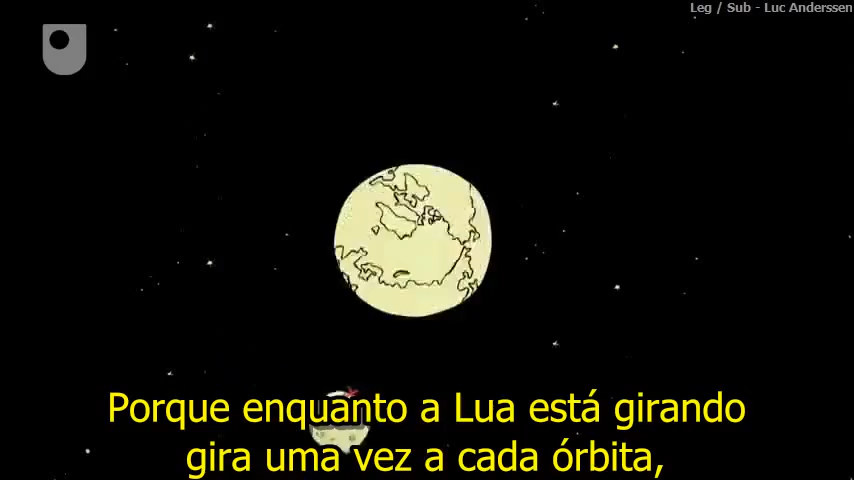 Leg / Sub - Luc Anderssen
Porque enquanto a Lua está girando
gira uma vez a cada órbita,